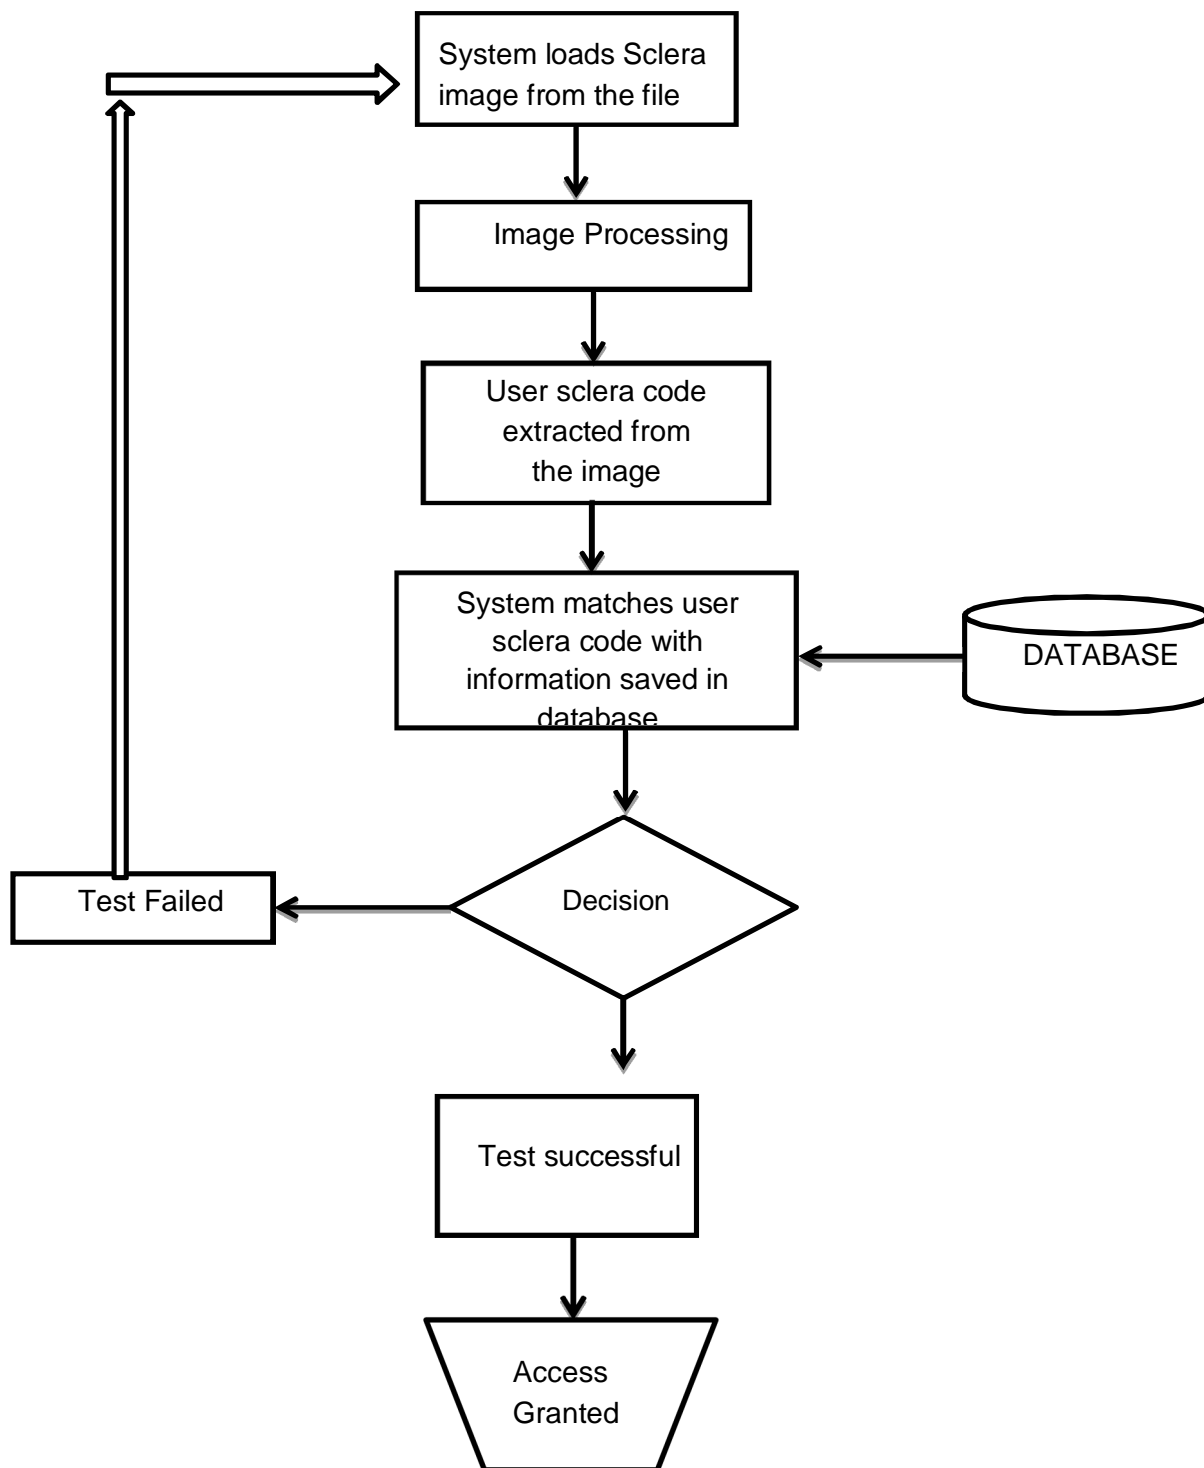 System loads Sclera
image from the file
Image Processing
User sclera code
extracted from
the image
System matches user
sclera code with
information saved in
database
DATABASE
Test Failed
Decision
Test successful
Access
Granted